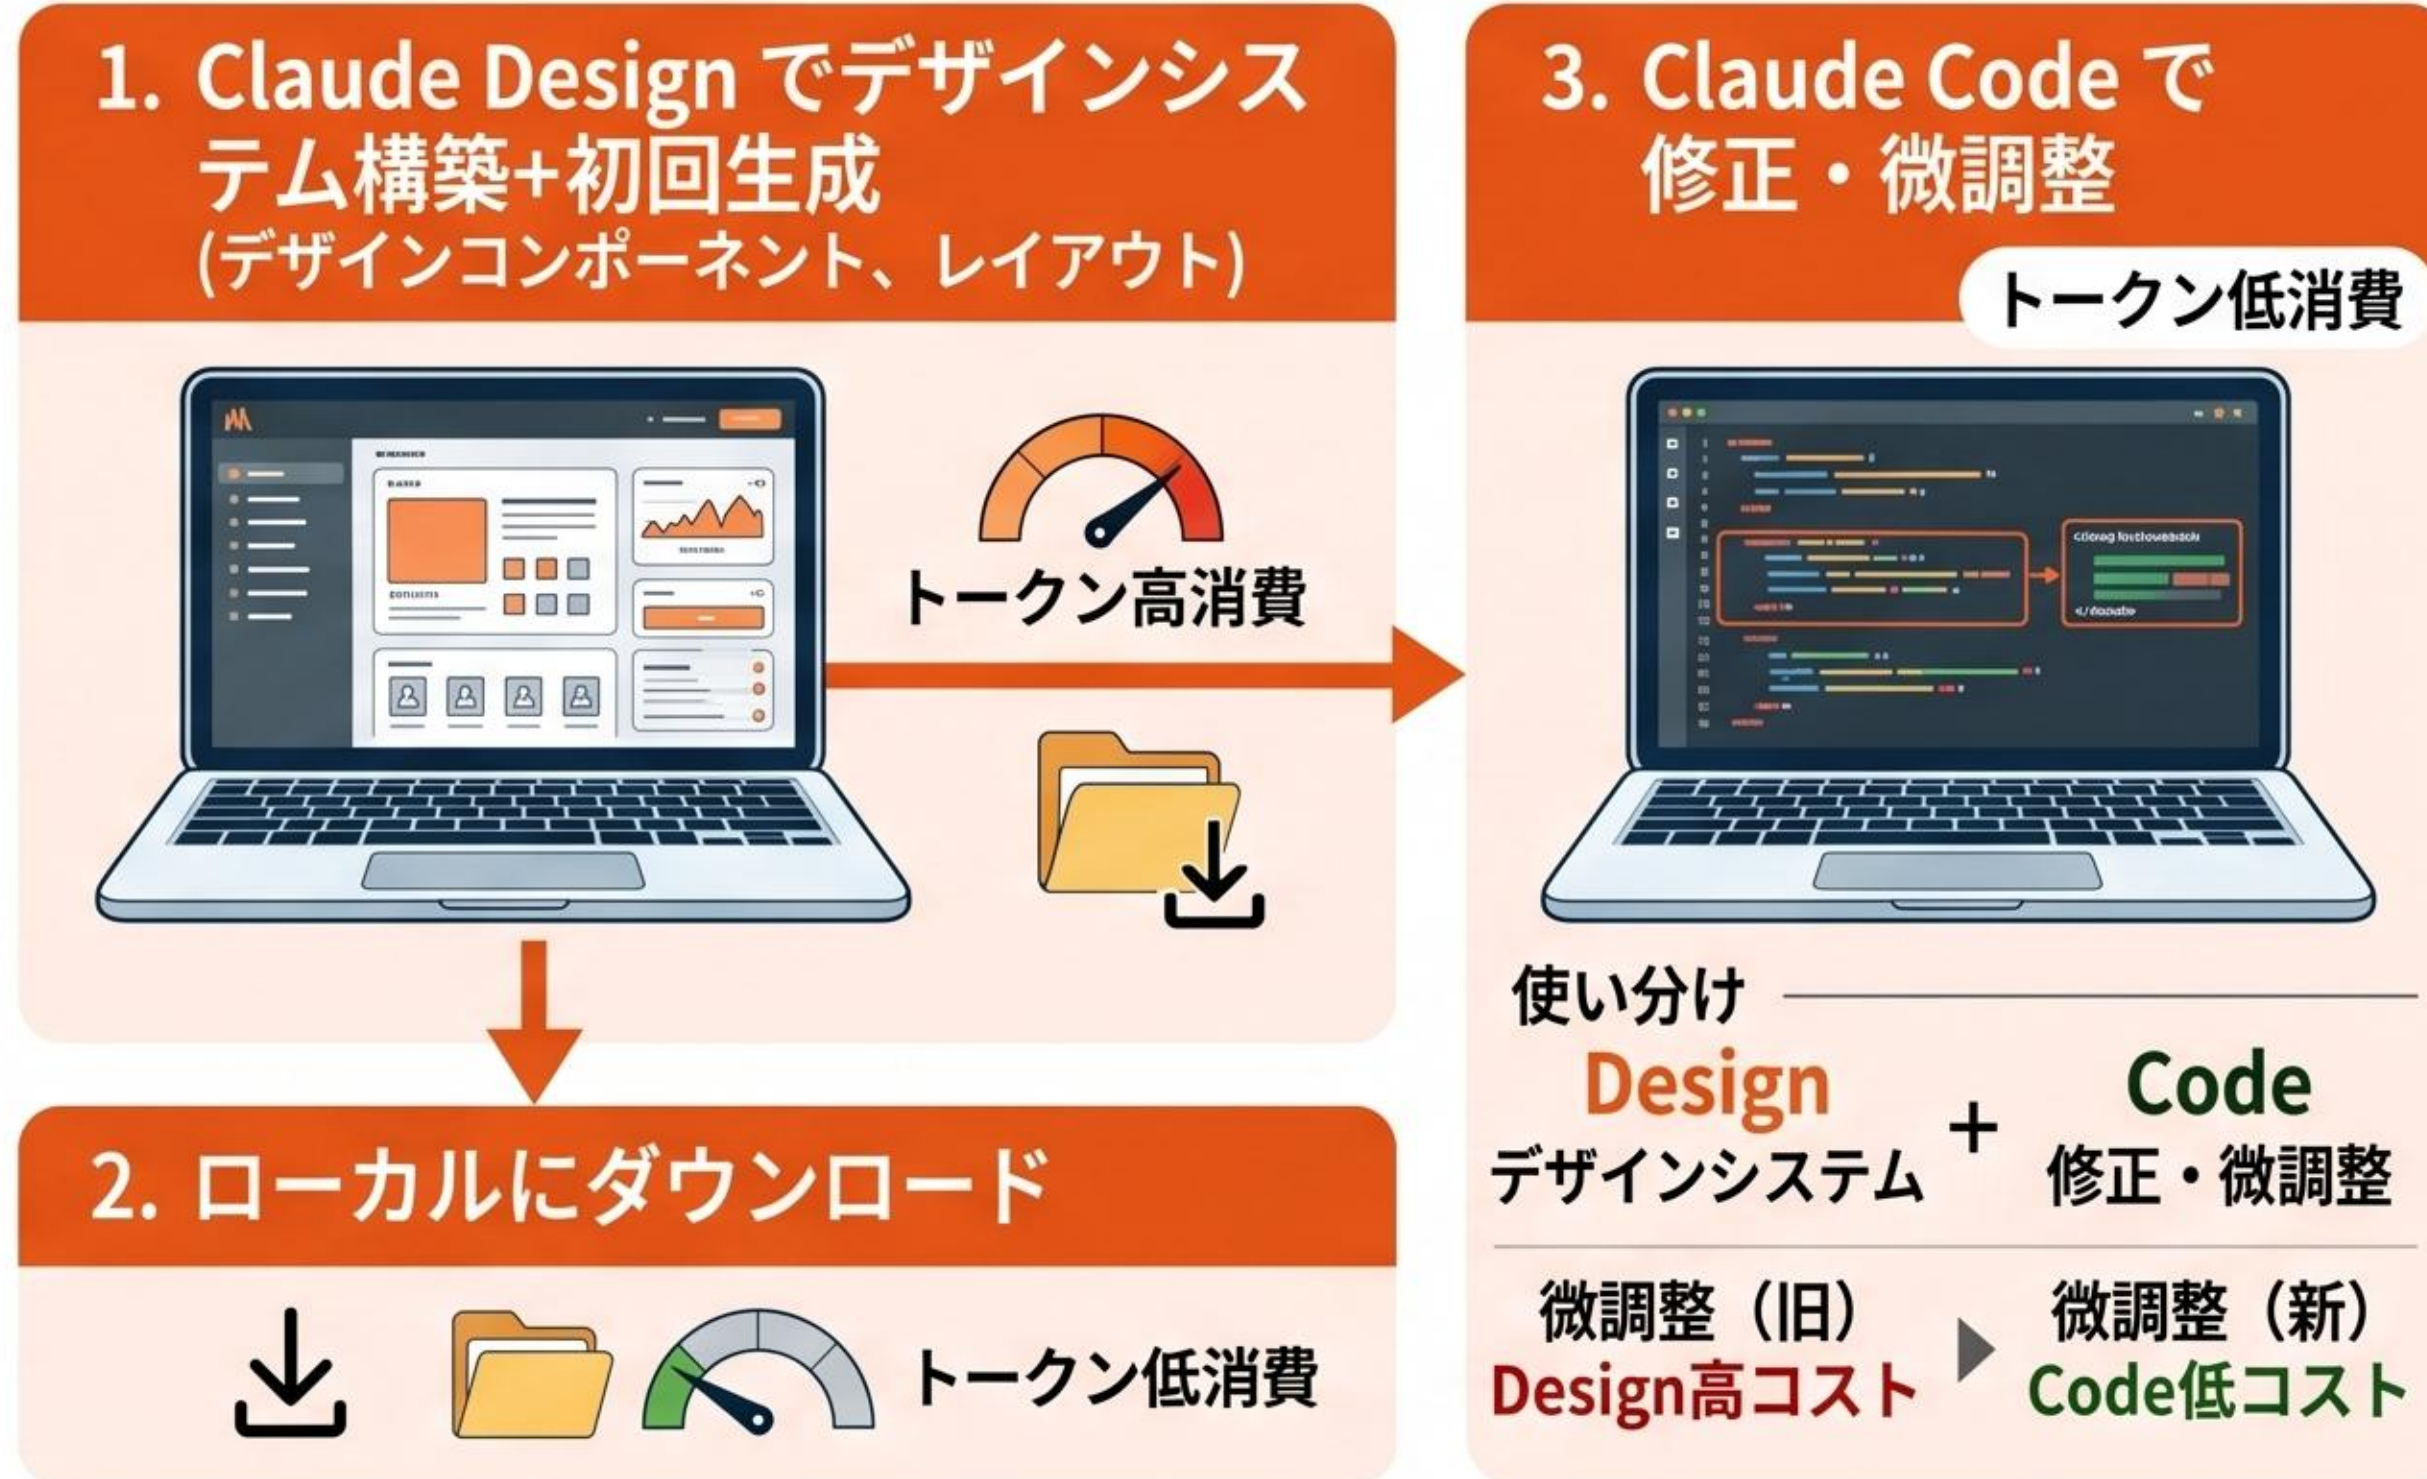 1. Claude Design でデザインシス
テム構築+初回生成
(デザインコンポーネント、レイアウト)
トークン高消費
2. ローカルにダウンロード
トークン低消費
3. Claude Code で
修正・微調整
トークン低消費
使い分け
Design + Code
デザインシステム 修正・微調整
微調整（旧） 微調整（新）
Design高コスト Code低コスト